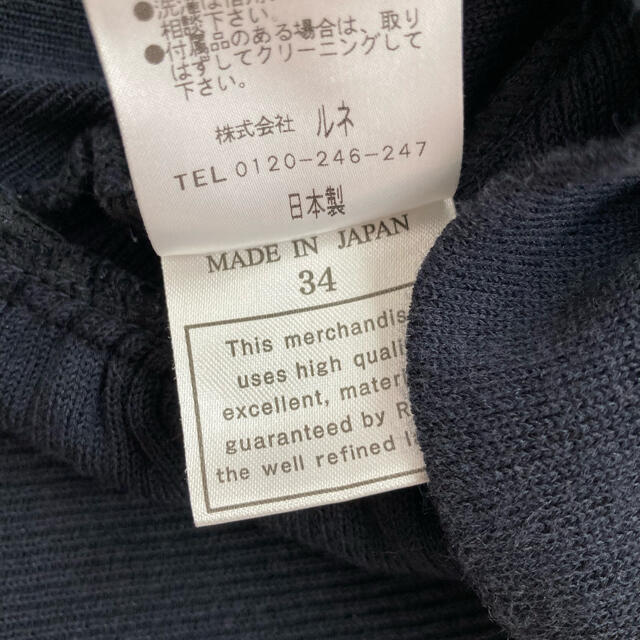 相談下さい。
●付属品のある場合は、取り
はずしてクリーニングして
下さい。
株式会社 ルネ
TEL 0120-246-247
日本製
MADE IN JAPAN
34
This merchandis
uses high quali
excellent, materi
guaranteed by R
the well refined